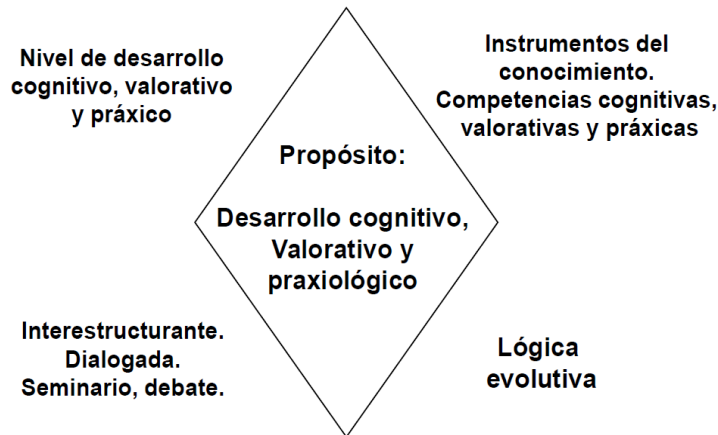 Nivel de desarrollo
cognitivo, valorativo
y práxico
Instrumentos del
conocimiento.
Competencias cognitivas,
valorativas y práxicas
Propósito:
Desarrollo cognitivo,
Valorativo y
praxiológico
Interestructurante.
Dialogada.
Seminario, debate.
Lógica
evolutiva